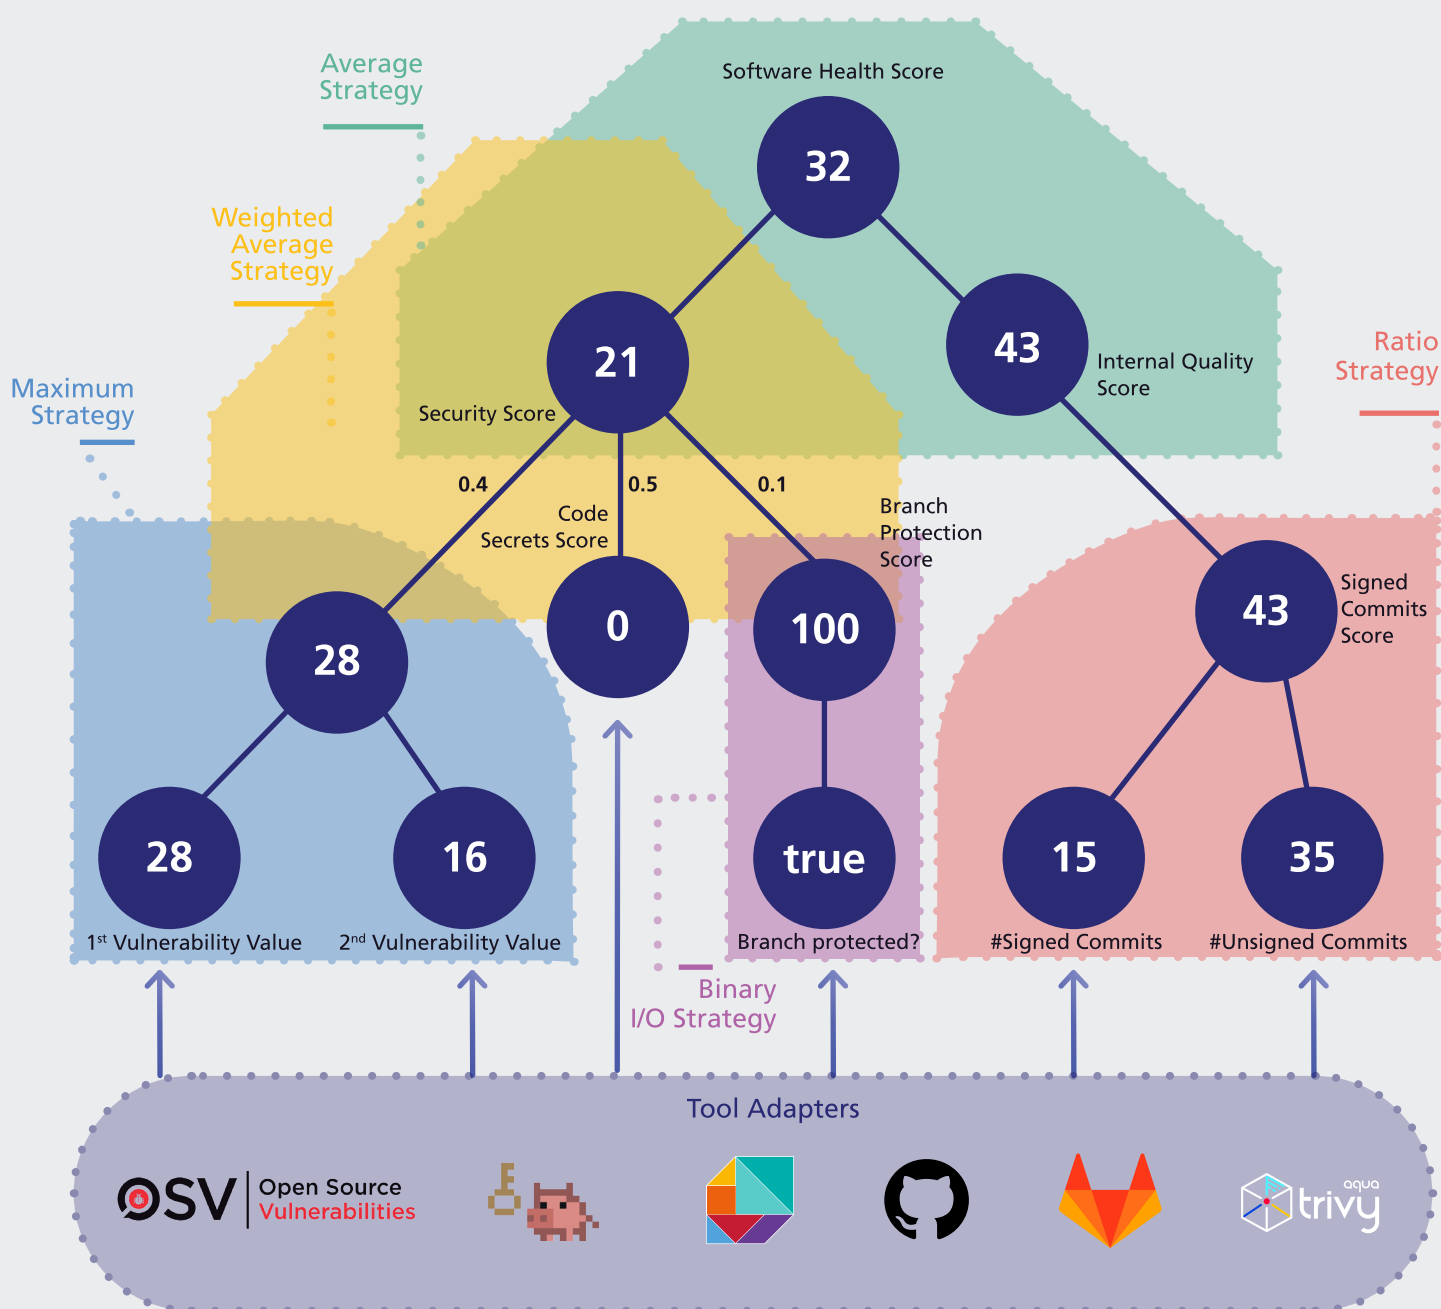 Software Health Score
Average
Strategy
32
Weighted
Average
Strategy
21
43
Internal Quality
Score
Ratio
Strategy
Maximum
Strategy
Security Score
0.4
0.5
0.1
Code
Secrets Score
Branch
Protection
Score
28
0
100
43
Signed
Commits
Score
28
16
true
15
35
1st Vulnerability Value
2nd Vulnerability Value
Branch protected?
#Signed Commits
#Unsigned Commits
Binary
I/O Strategy
Tool Adapters
OSV
Open Source
Vulnerabilities
aqua
trivy